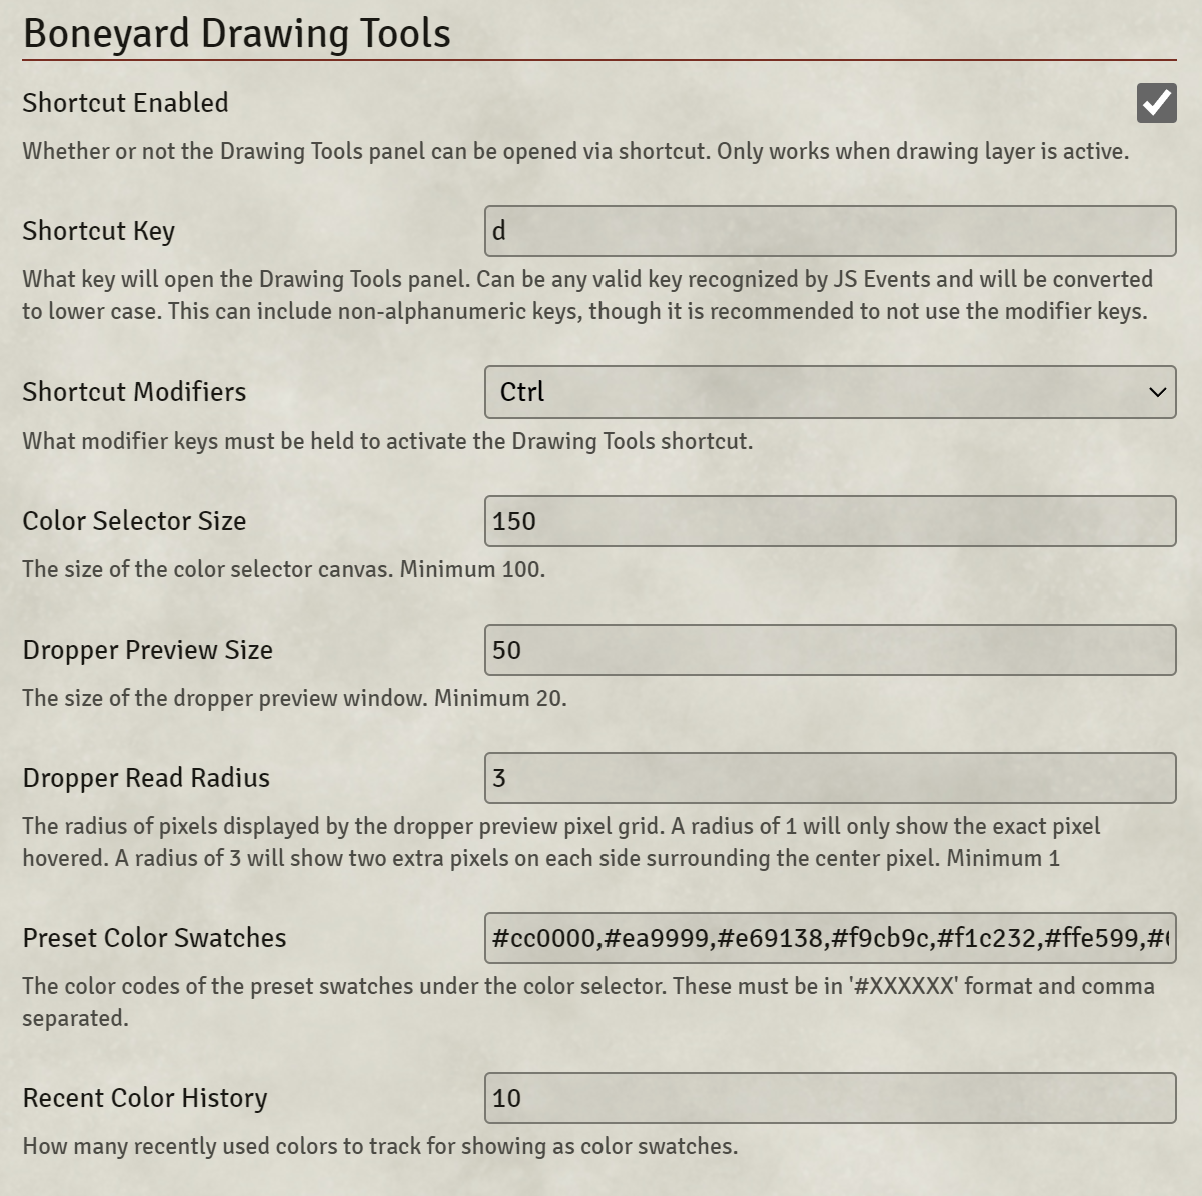 Boneyard Drawing Tools
Shortcut Enabled
Whether or not the Drawing Tools panel can be opened via shortcut. Only works when drawing layer is active.
Shortcut Key
d
What key will open the Drawing Tools panel. Can be any valid key recognized by JS Events and will be converted
to lower case. This can include non-alphanumeric keys, though it is recommended to not use the modifier keys.
Shortcut Modifiers
Ctrl
What modifier keys must be held to activate the Drawing Tools shortcut.
Color Selector Size
150
The size of the color selector canvas. Minimum 100.
Dropper Preview Size
50
The size of the dropper preview window. Minimum 20.
Dropper Read Radius
3
The radius of pixels displayed by the dropper preview pixel grid. A radius of 1 will only show the exact pixel
hovered. A radius of 3 will show two extra pixels on each side surrounding the center pixel. Minimum 1
Preset Color Swatches
#cc0000,#ea9999,#e69138,#f9cb9c,#f1c232,#ffe599,#
The color codes of the preset swatches under the color selector. These must be in '#XXXXXX' format and comma
separated.
Recent Color History
10
How many recently used colors to track for showing as color swatches.